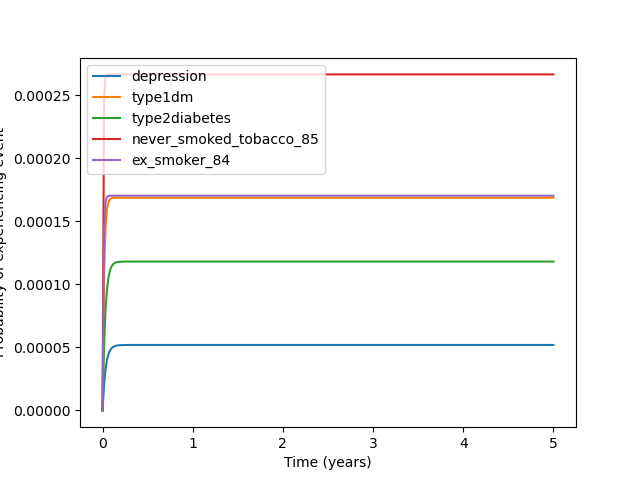 depression
type1dm
type2diabetes
never_smoked_tobacco_85
ex_smoker_84
0.00025
0.00020
0.00015
0.00010
0.00005
0.00000
Probability of experiencing event
0 1 2 3 4 5
Time (years)